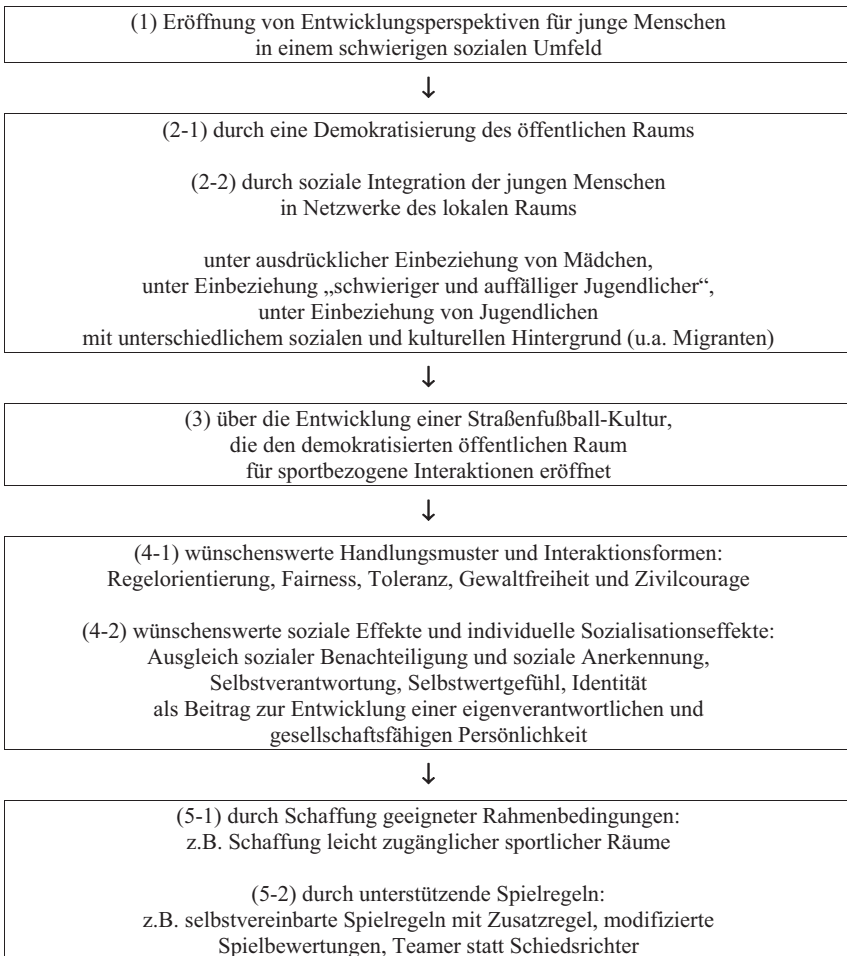 (1) Eröffnung von Entwicklungsperspektiven für junge Menschen
in einem schwierigen sozialen Umfeld
↓
(2-1) durch eine Demokratisierung des öffentlichen Raums
(2-2) durch soziale Integration der jungen Menschen
in Netzwerke des lokalen Raums
unter ausdrücklicher Einbeziehung von Mädchen,
unter Einbeziehung „schwieriger und auffälliger Jugendlicher“,
unter Einbeziehung von Jugendlichen
mit unterschiedlichem sozialen und kulturellen Hintergrund (u.a. Migranten)
↓
(3) über die Entwicklung einer Straßenfußball-Kultur,
die den demokratisierten öffentlichen Raum
für sportbezogene Interaktionen eröffnet
↓
(4-1) wünschenswerte Handlungsmuster und Interaktionsformen:
Regelorientierung, Fairness, Toleranz, Gewaltfreiheit und Zivilcourage
(4-2) wünschenswerte soziale Effekte und individuelle Sozialisationseffekte:
Ausgleich sozialer Benachteiligung und soziale Anerkennung,
Selbstverantwortung, Selbstwertgefühl, Identität
als Beitrag zur Entwicklung einer eigenverantwortlichen und
gesellschaftsfähigen Persönlichkeit
↓
(5-1) durch Schaffung geeigneter Rahmenbedingungen:
z.B. Schaffung leicht zugänglicher sportlicher Räume
(5-2) durch unterstützende Spielregeln:
z.B. selbstvereinbarte Spielregeln mit Zusatzregel, modifizierte
Spielbewertungen, Teamer statt Schiedsrichter